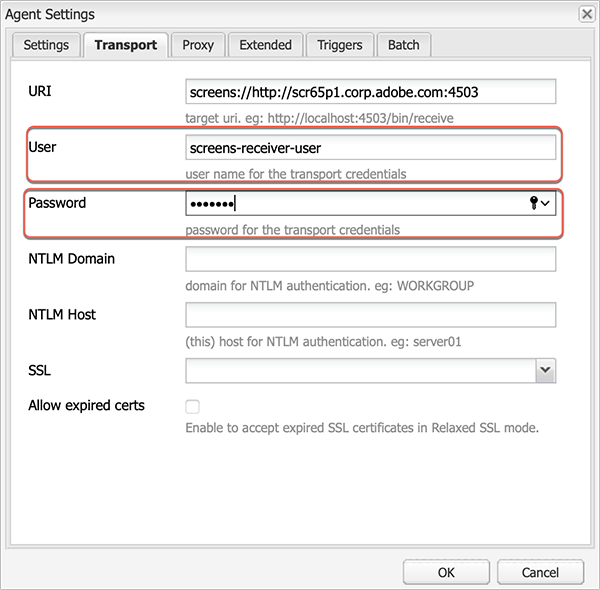 Agent Settings
Settings Transport Proxy Extended Triggers Batch
URI screens://http://scr65p1.corp.adobe.com:4503
target uri. eg: http://localhost:4503/bin/receive
User screens-receiver-user
user name for the transport credentials
Password •••••••
password for the transport credentials
NTLM Domain
domain for NTLM authentication. eg: WORKGROUP
NTLM Host
(this) host for NTLM authentication. eg: server01
SSL
Allow expired certs
Enable to accept expired SSL certificates in Relaxed SSL mode.
OK Cancel